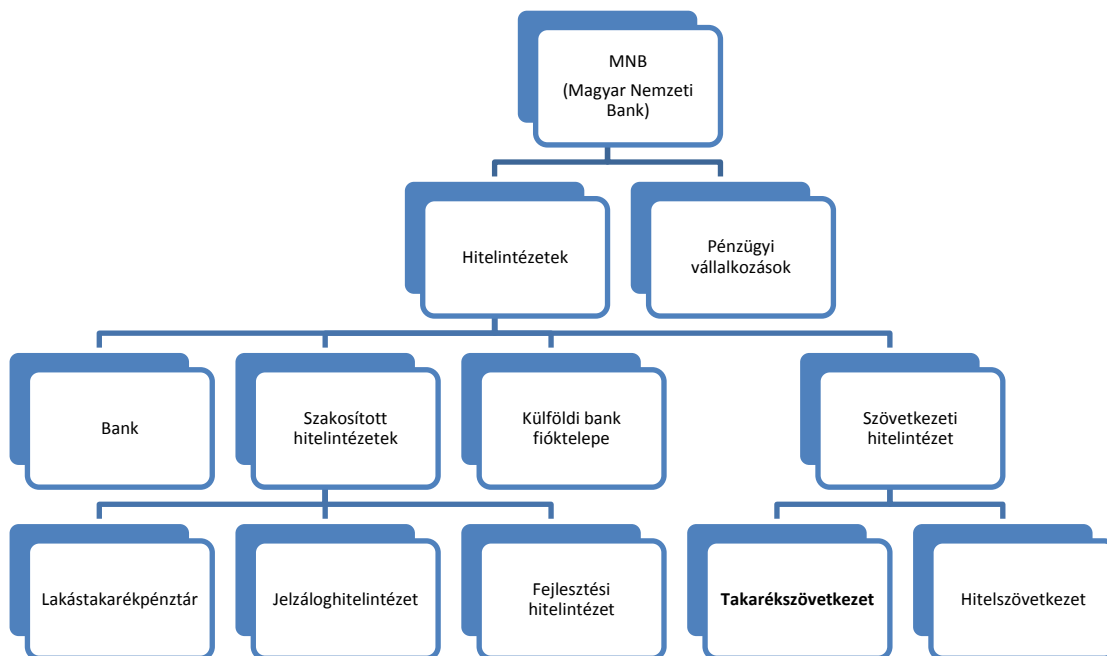 MNB
(Magyar Nemzeti
Bank)
Hitelintézetek
Pénzügyi
vállalkozások
Bank
Szakosított
hitelintézetek
Külföldi bank
fióktelepe
Szövetkezeti
hitelintézet
Lakástakarékpénztár
Jelzáloghitelintézet
Fejlesztési
hitelintézet
Takarékszövetkezet
Hitelszövetkezet